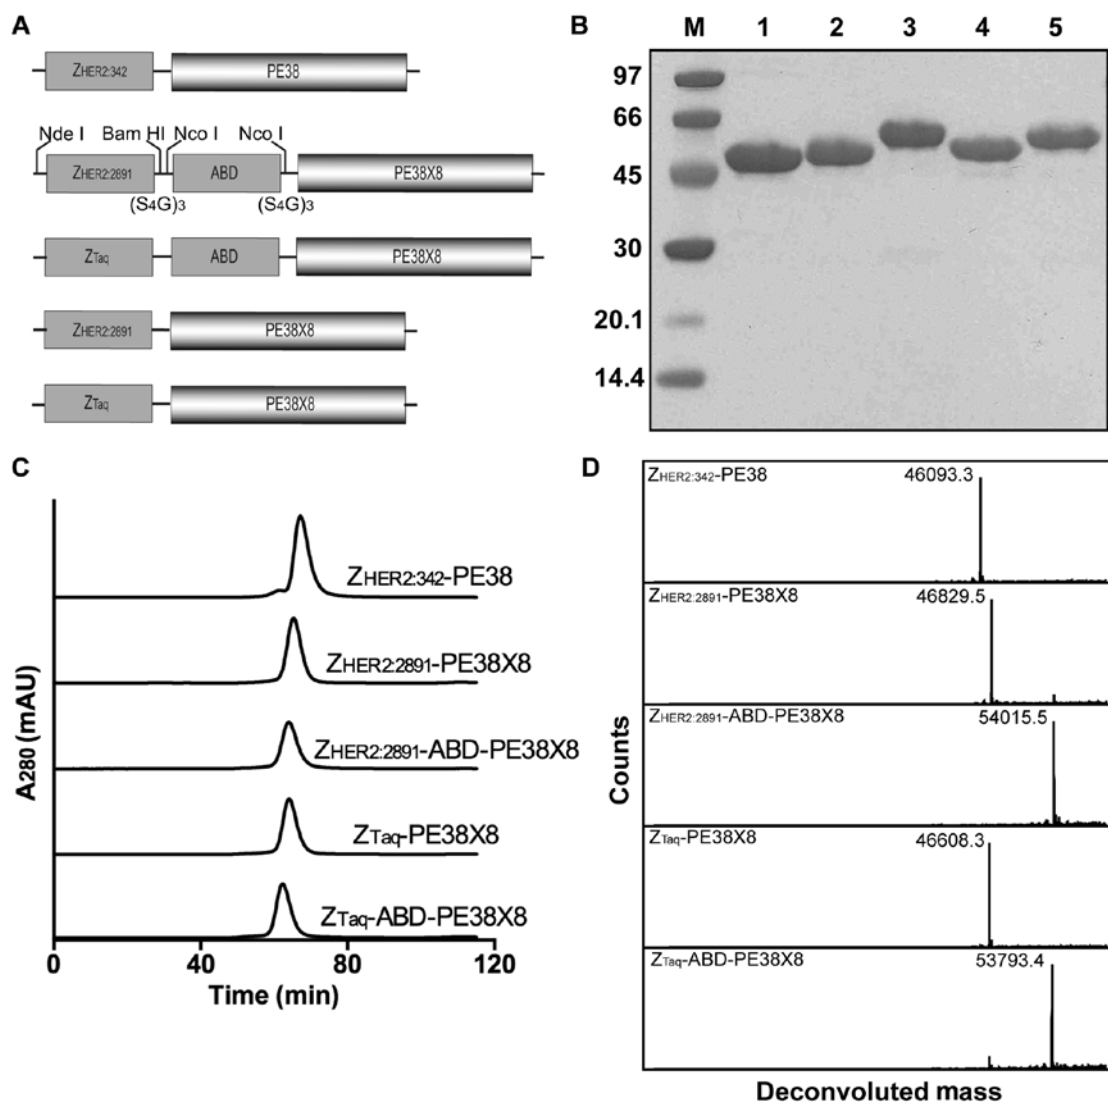 A
ZHER2:342 PE38
Nde I Bam HI Nco I Nco I
ZHER2:2891 ABD PE38X8
(S4G)3 (S4G)3
ZTaq ABD PE38X8
ZHER2:2891 PE38X8
ZTaq PE38X8
B
M 1 2 3 4 5
97
66
45
30
20.1
14.4
C
ZHER2:342-PE38
ZHER2:2891-PE38X8
ZHER2:2891-ABD-PE38X8
ZTaq-PE38X8
ZTaq-ABD-PE38X8
A280 (mAU)
0 40 80 120
Time (min)
D
ZHER2:342-PE38 46093.3
ZHER2:2891-PE38X8 46829.5
ZHER2:2891-ABD-PE38X8 54015.5
ZTaq-PE38X8 46608.3
ZTaq-ABD-PE38X8 53793.4
Counts
Deconvoluted mass